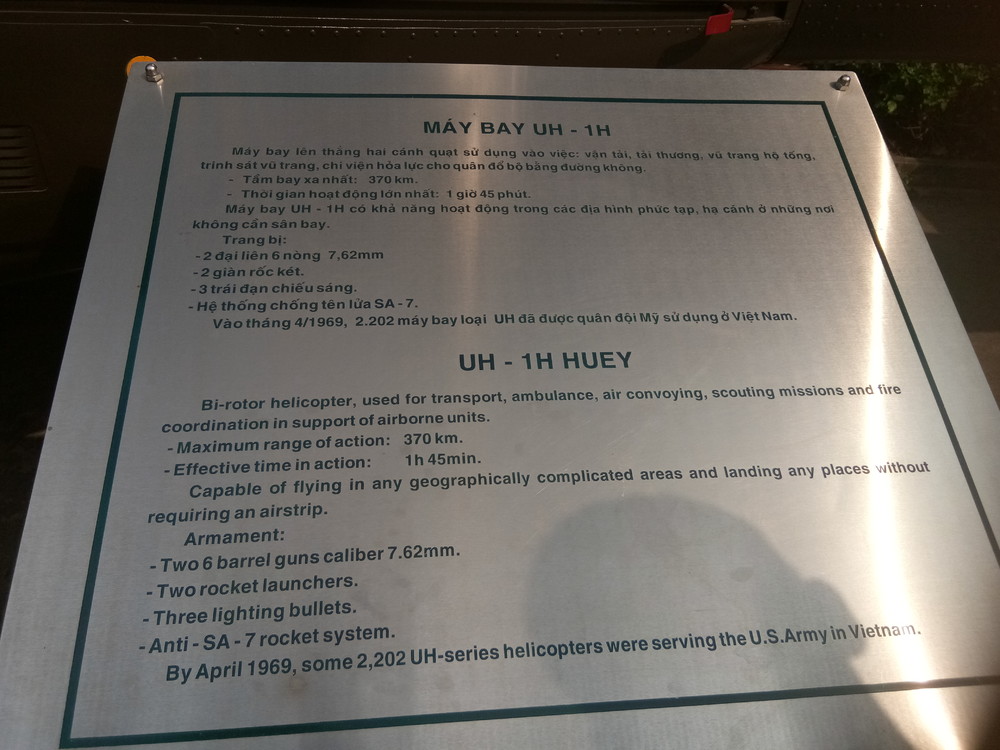 MÁY BAY UH - 1H
Máy bay lên thẳng hai cánh quạt sử dụng vào việc: vận tải, tải thương, vũ trang hộ tống,
trinh sát vũ trang, chi viện hỏa lực cho quân đổ bộ bằng đường không.
- Tầm bay xa nhất: 370 km.
- Thời gian hoạt động lớn nhất: 1 giờ 45 phút.
Máy bay UH - 1H có khả năng hoạt động trong các địa hình phức tạp, hạ cánh ở những nơi
không cần sân bay.
Trang bị:
- 2 đại liên 6 nòng 7,62mm
- 2 giàn rốc két.
- 3 trái đạn chiếu sáng.
- Hệ thống chống tên lửa SA - 7.
Vào tháng 4/1969, 2.202 máy bay loại UH đã được quân đội Mỹ sử dụng ở Việt Nam.
UH - 1H HUEY
Bi-rotor helicopter, used for transport, ambulance, air convoying, scouting missions and fire
coordination in support of airborne units.
- Maximum range of action: 370 km.
- Effective time in action: 1h 45min.
Capable of flying in any geographically complicated areas and landing any places without
requiring an airstrip.
Armament:
- Two 6 barrel guns caliber 7.62mm.
- Two rocket launchers.
- Three lighting bullets.
- Anti - SA - 7 rocket system.
By April 1969, some 2,202 UH-series helicopters were serving the U.S.Army in Vietnam.